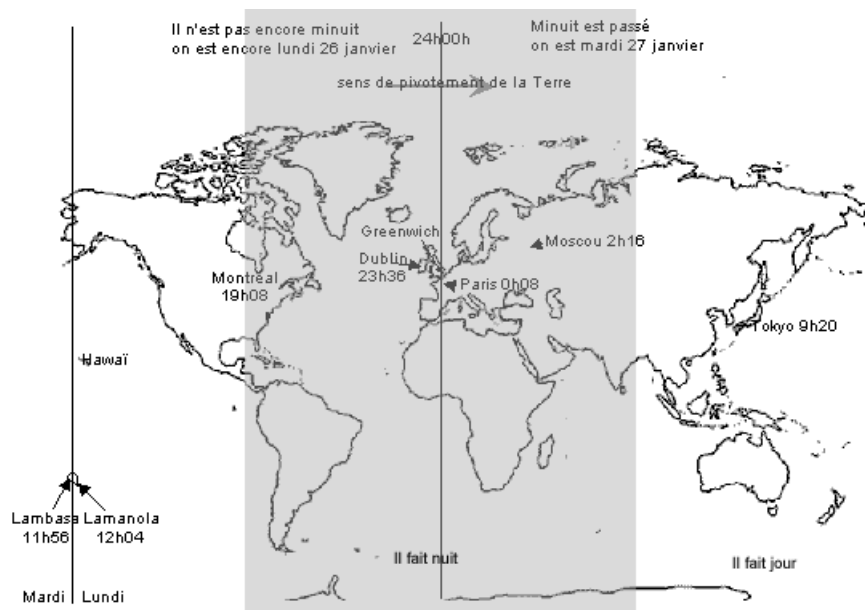 Il n'est pas encore minuit
on est encore lundi 26 janvier
24h00h
Minuit est passé
on est mardi 27 janvier
sens de pivotement de la Terre
Greenwich
Dublin
23h36
Moscou 2h16
Montréal
19h08
Paris 0h08
Tokyo 9h20
Hawaï
Lambasa Lamanola
11h56 12h04
Il fait nuit
Il fait jour
Mardi Lundi